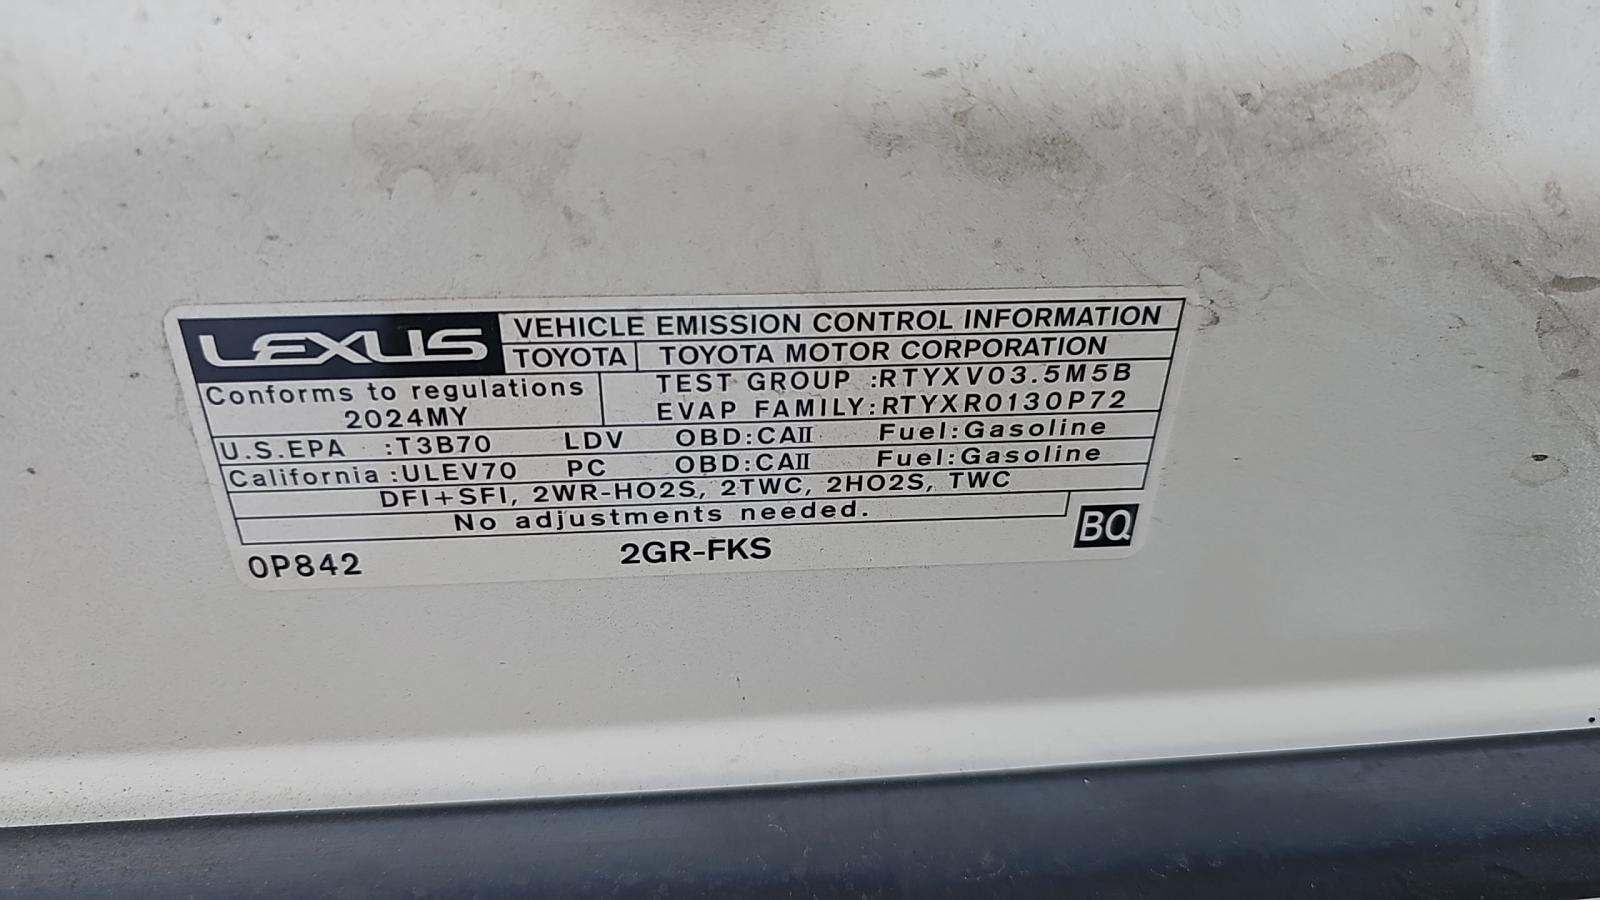 LEXUS VEHICLE EMISSION CONTROL INFORMATION
TOYOTA TOYOTA MOTOR CORPORATION
Conforms to regulations TEST GROUP :RTYXV03.5M5B
2024MY EVAP FAMILY:RTYXR0130P72
U.S.EPA :T3B70 LDV OBD:CAII Fuel:Gasoline
California :ULEV70 PC OBD:CAII Fuel:Gasoline
DFI+SFI, 2WR-HO2S, 2TWC, 2HO2S, TWC
No adjustments needed.
0P842 2GR-FKS BQ